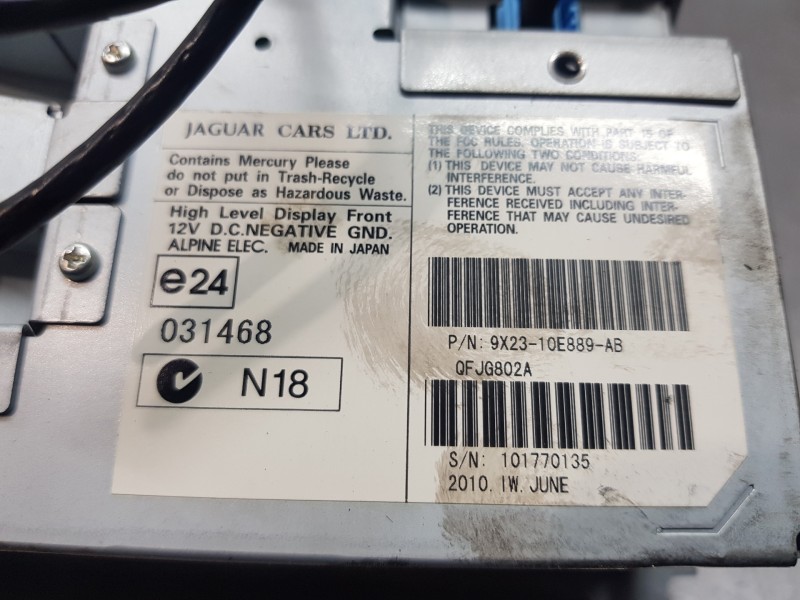 JAGUAR CARS LTD.
Contains Mercury Please
do not put in Trash-Recycle
or Dispose as Hazardous Waste.
High Level Display Front
12V D.C.NEGATIVE GND.
ALPINE ELEC. MADE IN JAPAN
e24
031468
N18
THIS DEVICE COMPLIES WITH PART 15 OF
THE FCC RULES. OPERATION IS SUBJECT TO
THE FOLLOWING TWO CONDITIONS:
(1) THIS DEVICE MAY NOT CAUSE HARMFUL
INTERFERENCE.
(2) THIS DEVICE MUST ACCEPT ANY INTER-
FERENCE RECEIVED INCLUDING INTER-
FERENCE THAT MAY CAUSE UNDESIRED
OPERATION.
P/N: 9X23-10E889-AB
QFJG802A
S/N: 101770135
2010. 1W. JUNE